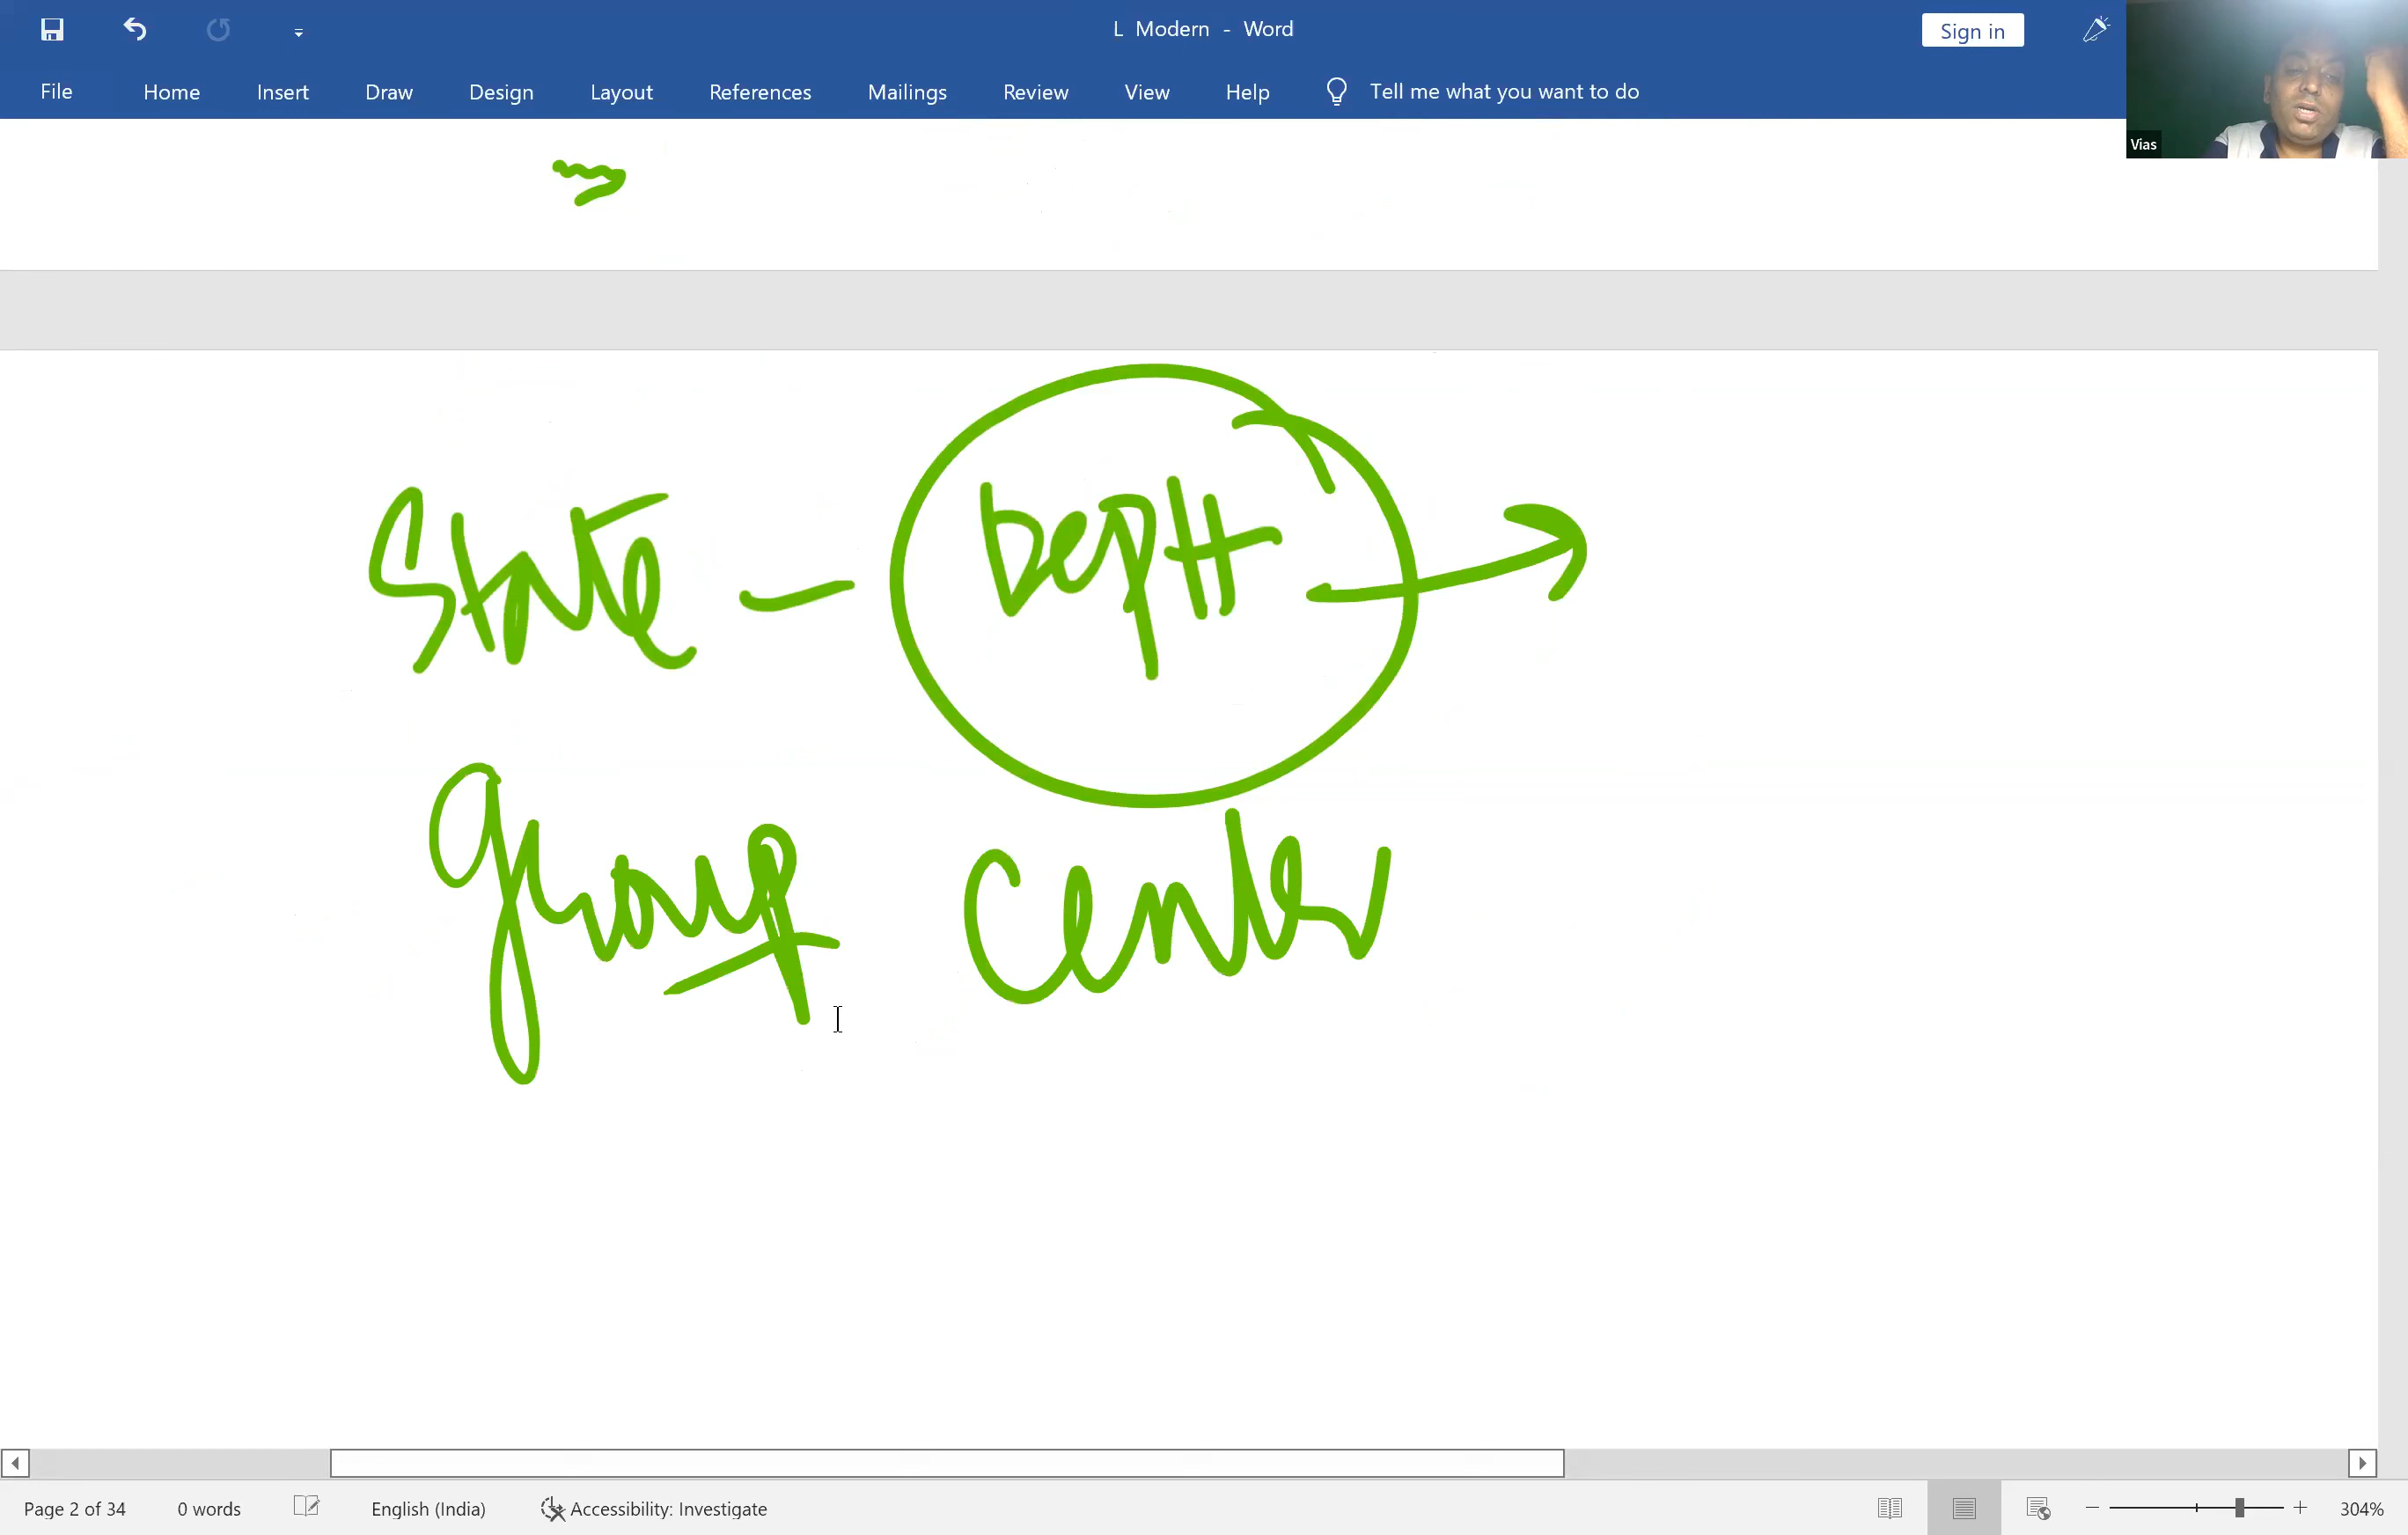 L Modern - Word
Sign in
File Home Insert Draw Design Layout References Mailings Review View Help Tell me what you want to do
Vias
State - Deptt →
group center
Page 2 of 34 0 words English (India) Accessibility: Investigate 304%